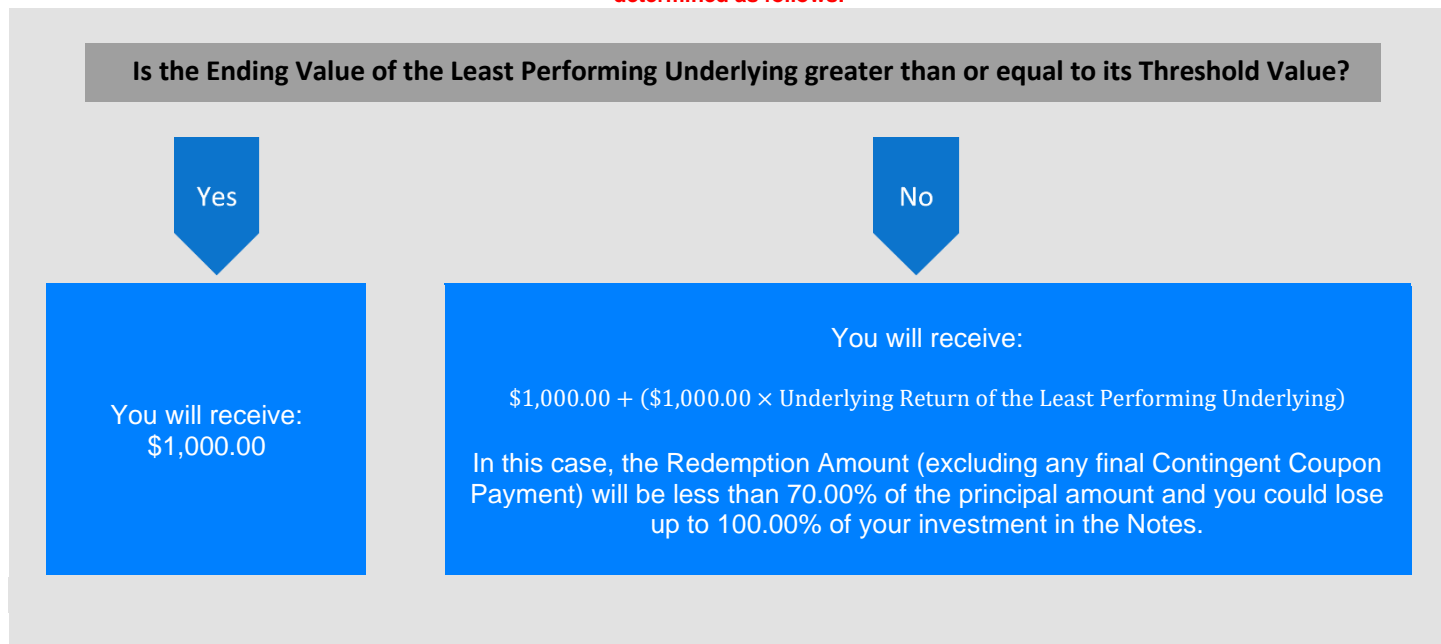 determined as follows:
Is the Ending Value of the Least Performing Underlying greater than or equal to its Threshold Value?
Yes
No
You will receive:
$1,000.00
You will receive:
$1,000.00 + ($1,000.00 × Underlying Return of the Least Performing Underlying)
In this case, the Redemption Amount (excluding any final Contingent Coupon
Payment) will be less than 70.00% of the principal amount and you could lose
up to 100.00% of your investment in the Notes.